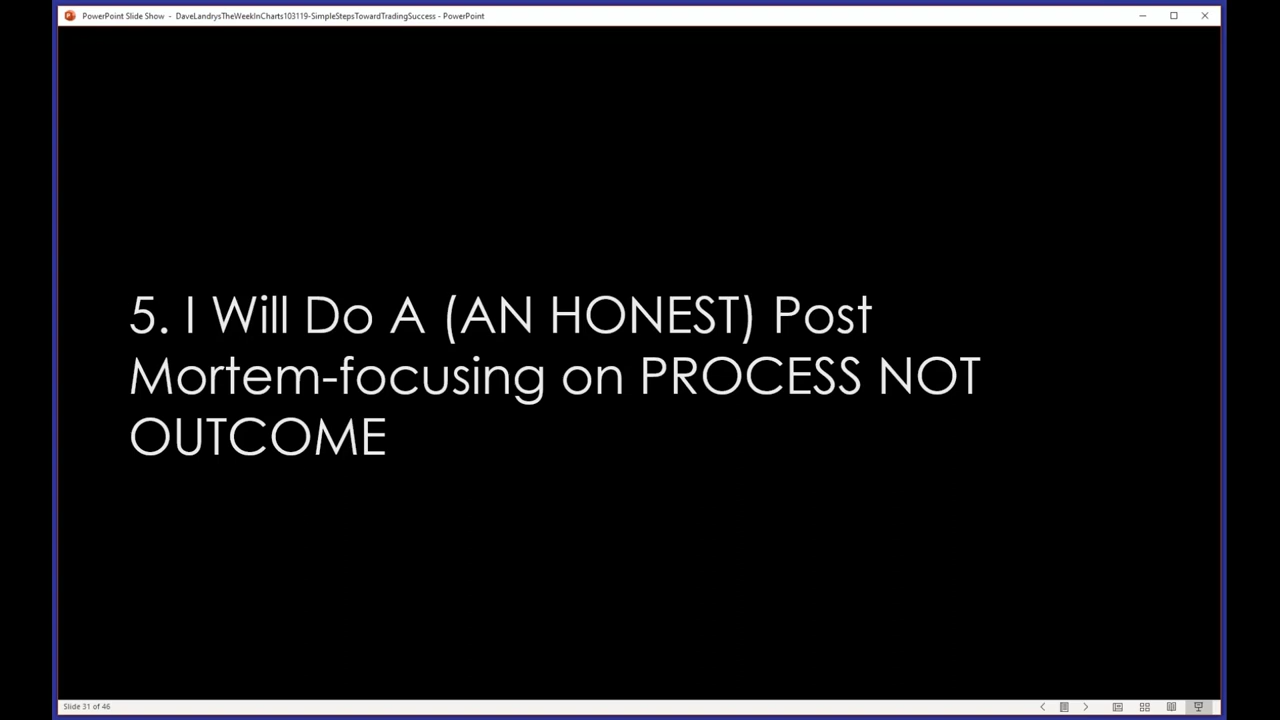 PowerPoint Slide Show - DaveLandrysTheWeekInCharts103119-SimpleStepsTowardTradingSuccess - PowerPoint
5. I Will Do A (AN HONEST) Post
Mortem-focusing on PROCESS NOT
OUTCOME
Slide 31 of 46